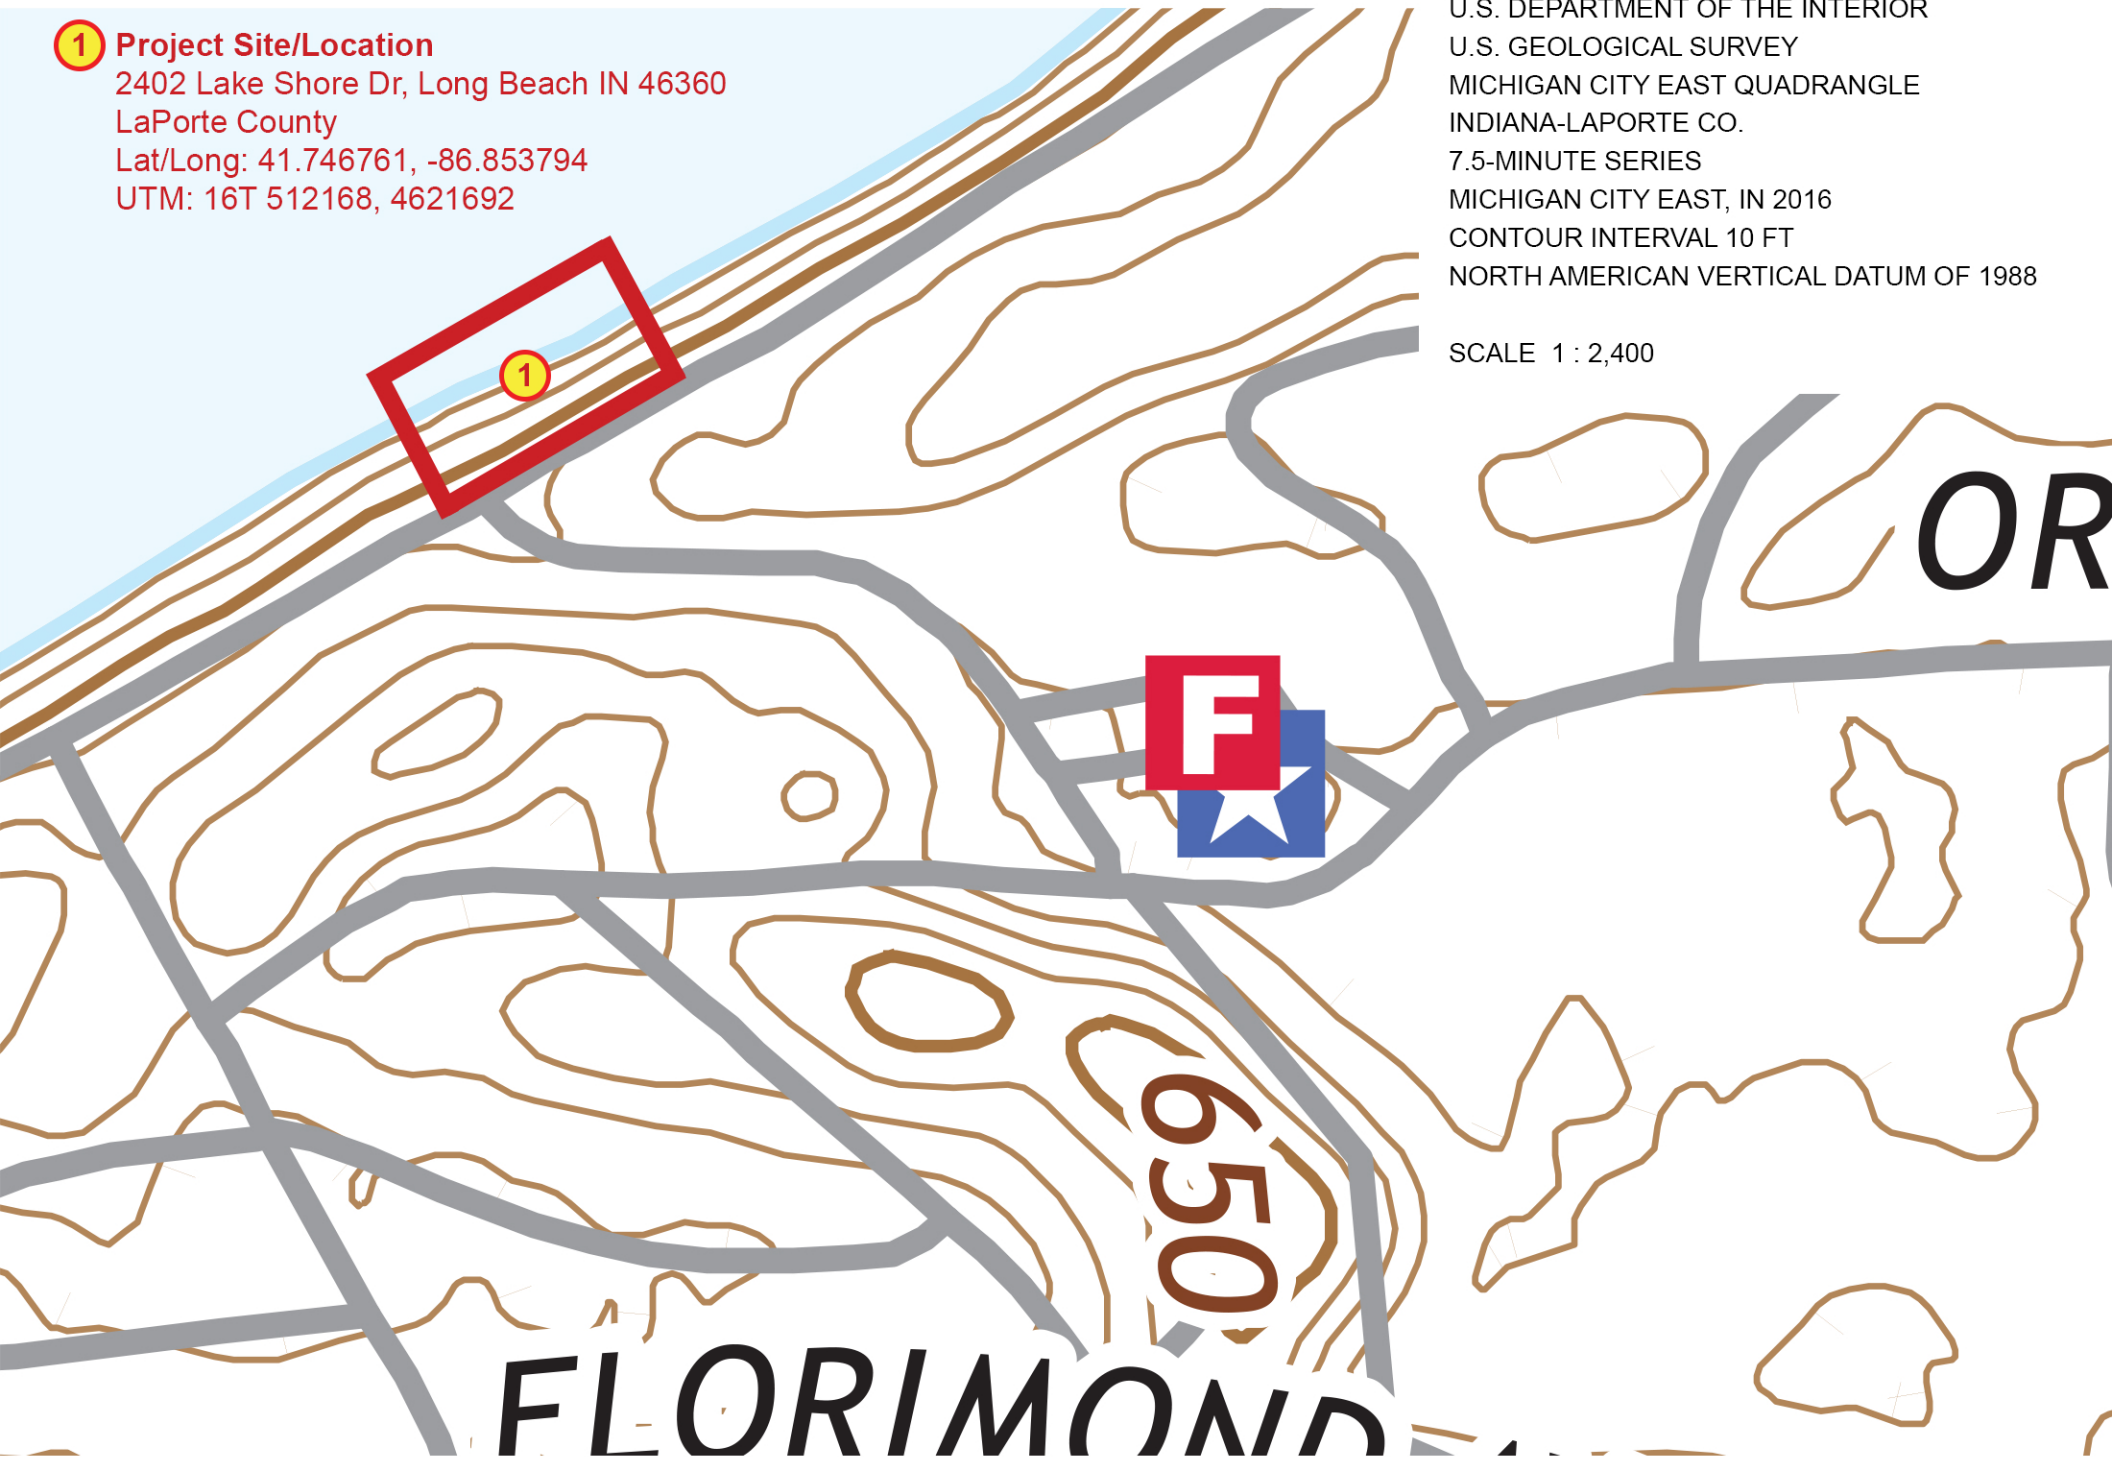 1 Project Site/Location
2402 Lake Shore Dr, Long Beach IN 46360
LaPorte County
Lat/Long: 41.746761, -86.853794
UTM: 16T 512168, 4621692
U.S. DEPARTMENT OF THE INTERIOR
U.S. GEOLOGICAL SURVEY
MICHIGAN CITY EAST QUADRANGLE
INDIANA-LAPORTE CO.
7.5-MINUTE SERIES
MICHIGAN CITY EAST, IN 2016
CONTOUR INTERVAL 10 FT
NORTH AMERICAN VERTICAL DATUM OF 1988
SCALE 1 : 2,400
1
OR
F
650
FLORIMOND